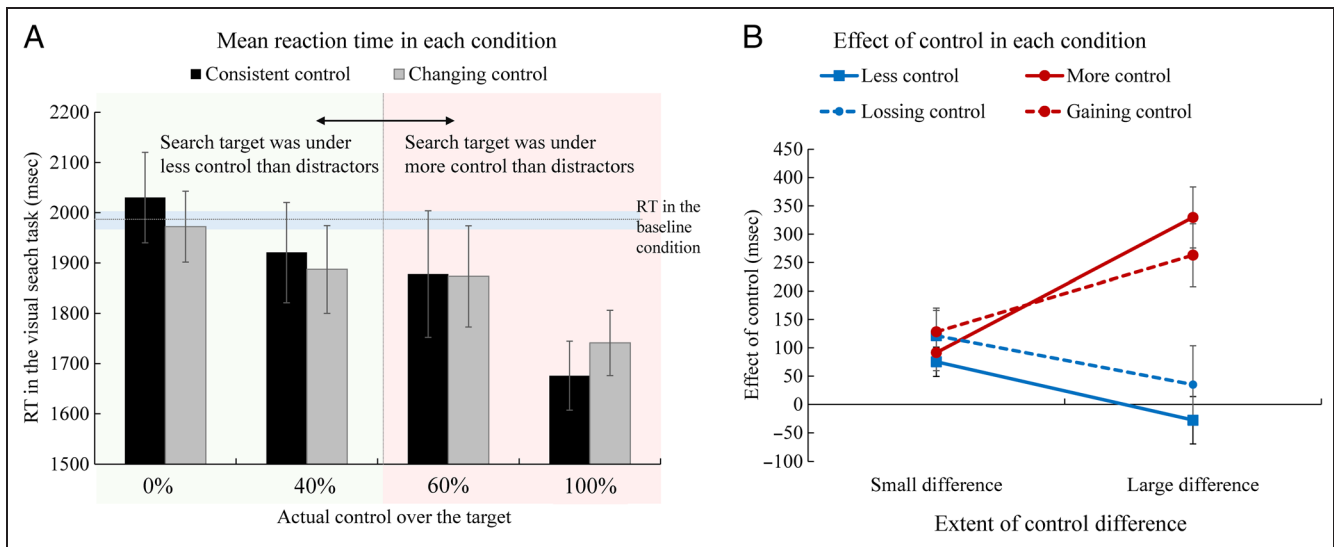 A
Mean reaction time in each condition
Consistent control
Changing control
RT in the visual seach task (msec)
2200
2100
2000
1900
1800
1700
1600
1500
Search target was under
less control than distractors
Search target was under
more control than distractors
RT in the
baseline
condition
0%
40%
60%
100%
Actual control over the target
B
Effect of control in each condition
Less control
More control
Lossing control
Gaining control
Effect of control (msec)
450
400
350
300
250
200
150
100
50
0
−50
−100
Small difference
Large difference
Extent of control difference